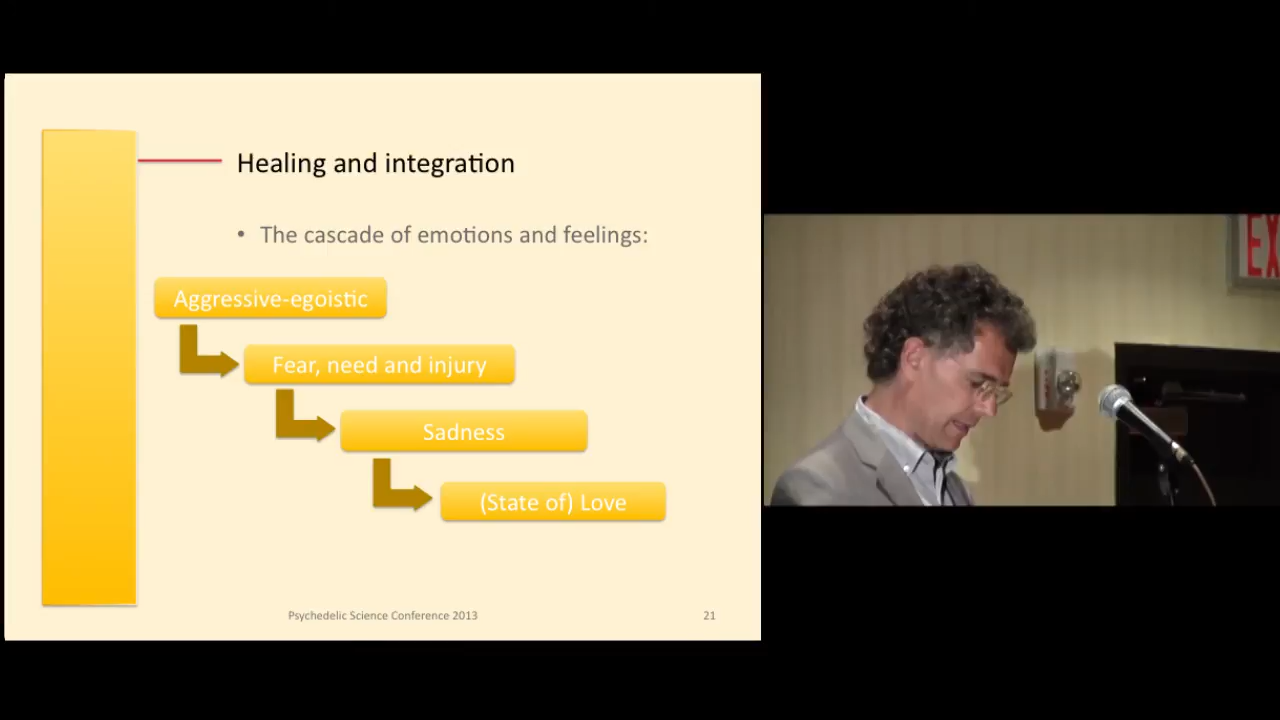 Healing and integration
• The cascade of emotions and feelings:
Aggressive-egoistic
Fear, need and injury
Sadness
(State of) Love
Psychedelic Science Conference 2013
21
EX